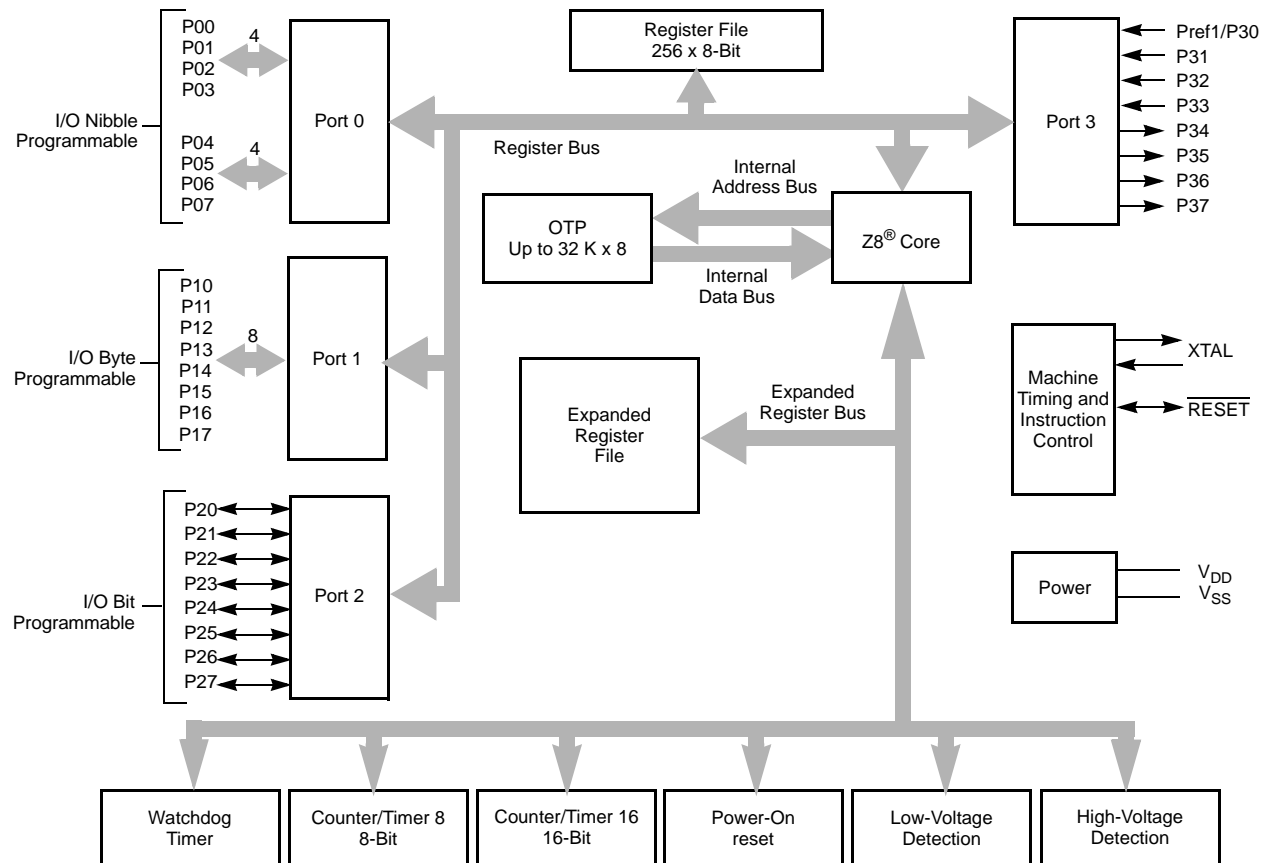 P00
P01
P02
P03
4
I/O Nibble
Programmable
P04
P05
P06
P07
4
Port 0
Register File
256 x 8-Bit
Register Bus
Port 3
Pref1/P30
P31
P32
P33
P34
P35
P36
P37
Internal
Address Bus
OTP
Up to 32 K x 8
Internal
Data Bus
Z8® Core
P10
P11
P12
P13
P14
P15
P16
P17
8
I/O Byte
Programmable
Port 1
Expanded
Register
File
Expanded
Register Bus
Machine
Timing and
Instruction
Control
XTAL
RESET
P20
P21
P22
P23
P24
P25
P26
P27
I/O Bit
Programmable
Port 2
Power
VDD
VSS
Watchdog
Timer
Counter/Timer 8
8-Bit
Counter/Timer 16
16-Bit
Power-On
reset
Low-Voltage
Detection
High-Voltage
Detection